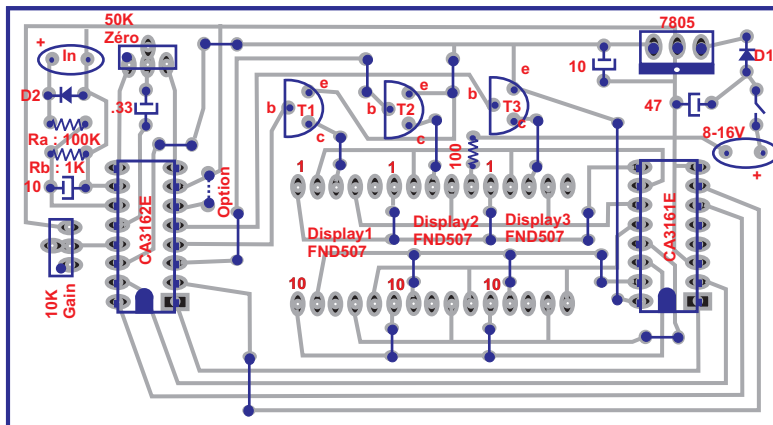 50K
Zéro
7805
+
In
D1
e
e
e
10
D2
.33
b
T1
b
T2
b
T3
47
c
c
c
Ra : 100K
8-16V
100
Rb : 1K
+
10
1
1
1
Option
CA3162E
CA3161E
Display1
FND507
Display2
FND507
Display3
FND507
10K
Gain
10
10
10